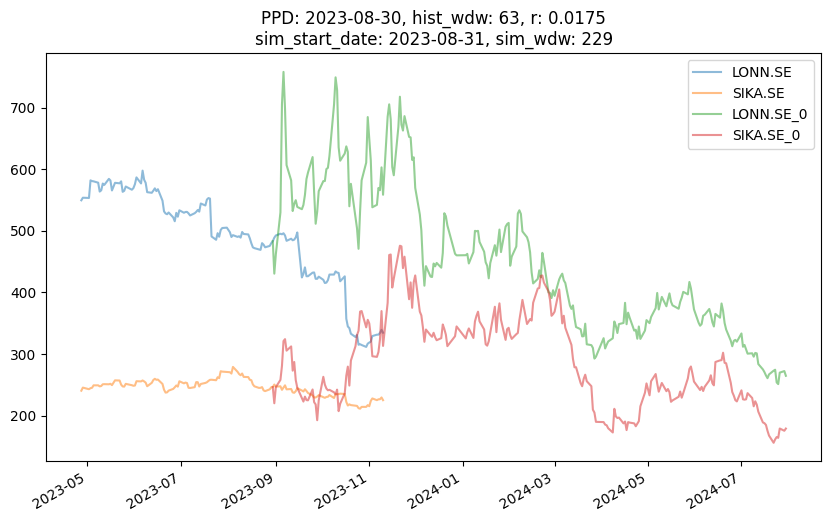 PPD: 2023-08-30, hist_wdw: 63, r: 0.0175
sim_start_date: 2023-08-31, sim_wdw: 229
LONN.SE
SIKA.SE
LONN.SE_0
SIKA.SE_0
700
600
500
400
300
200
2023-05
2023-07
2023-09
2023-11
2024-01
2024-03
2024-05
2024-07